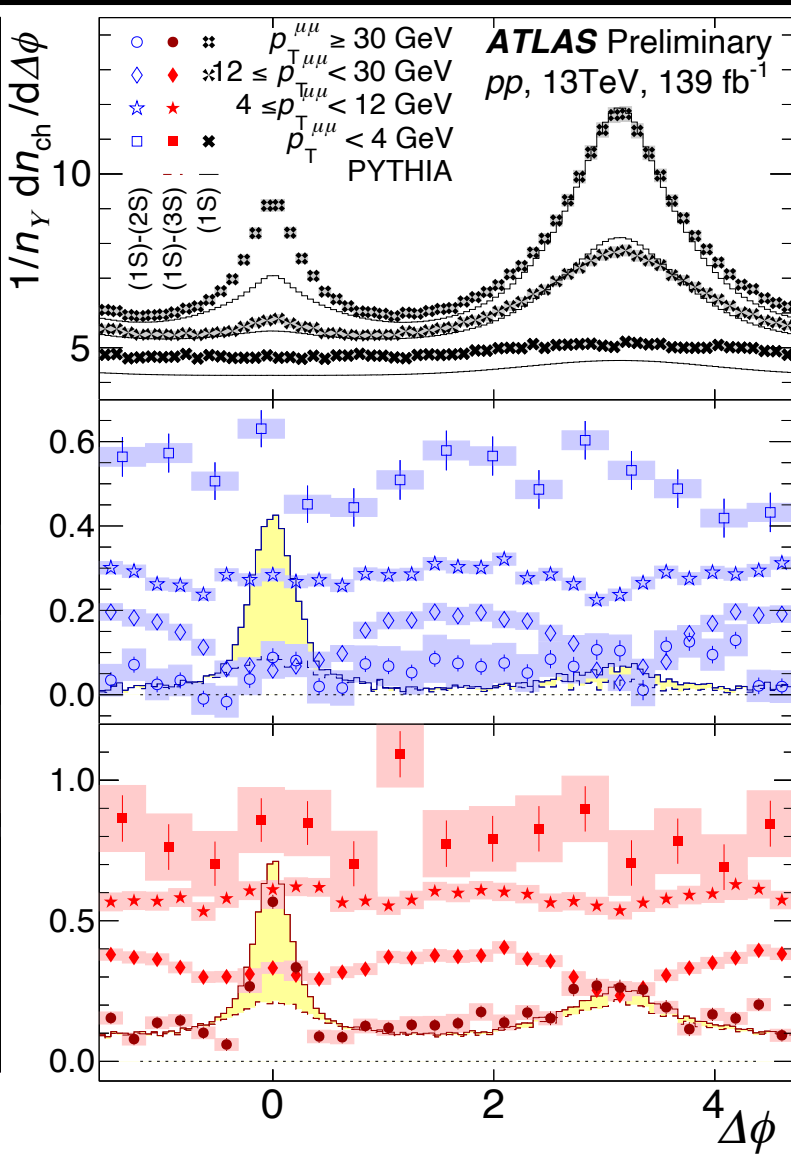 1/n_Υ dn_ch/dΔϕ
p_T^μμ ≥ 30 GeV
12 ≤ p_T^μμ < 30 GeV
4 ≤p_T^μμ < 12 GeV
p_T^μμ < 4 GeV
PYTHIA
ATLAS Preliminary
pp, 13TeV, 139 fb⁻¹
(1S)-(2S)
(1S)-(3S)
(1S)
10
5
0.6
0.4
0.2
0.0
1.0
0.5
0.0
0 2 4
Δϕ